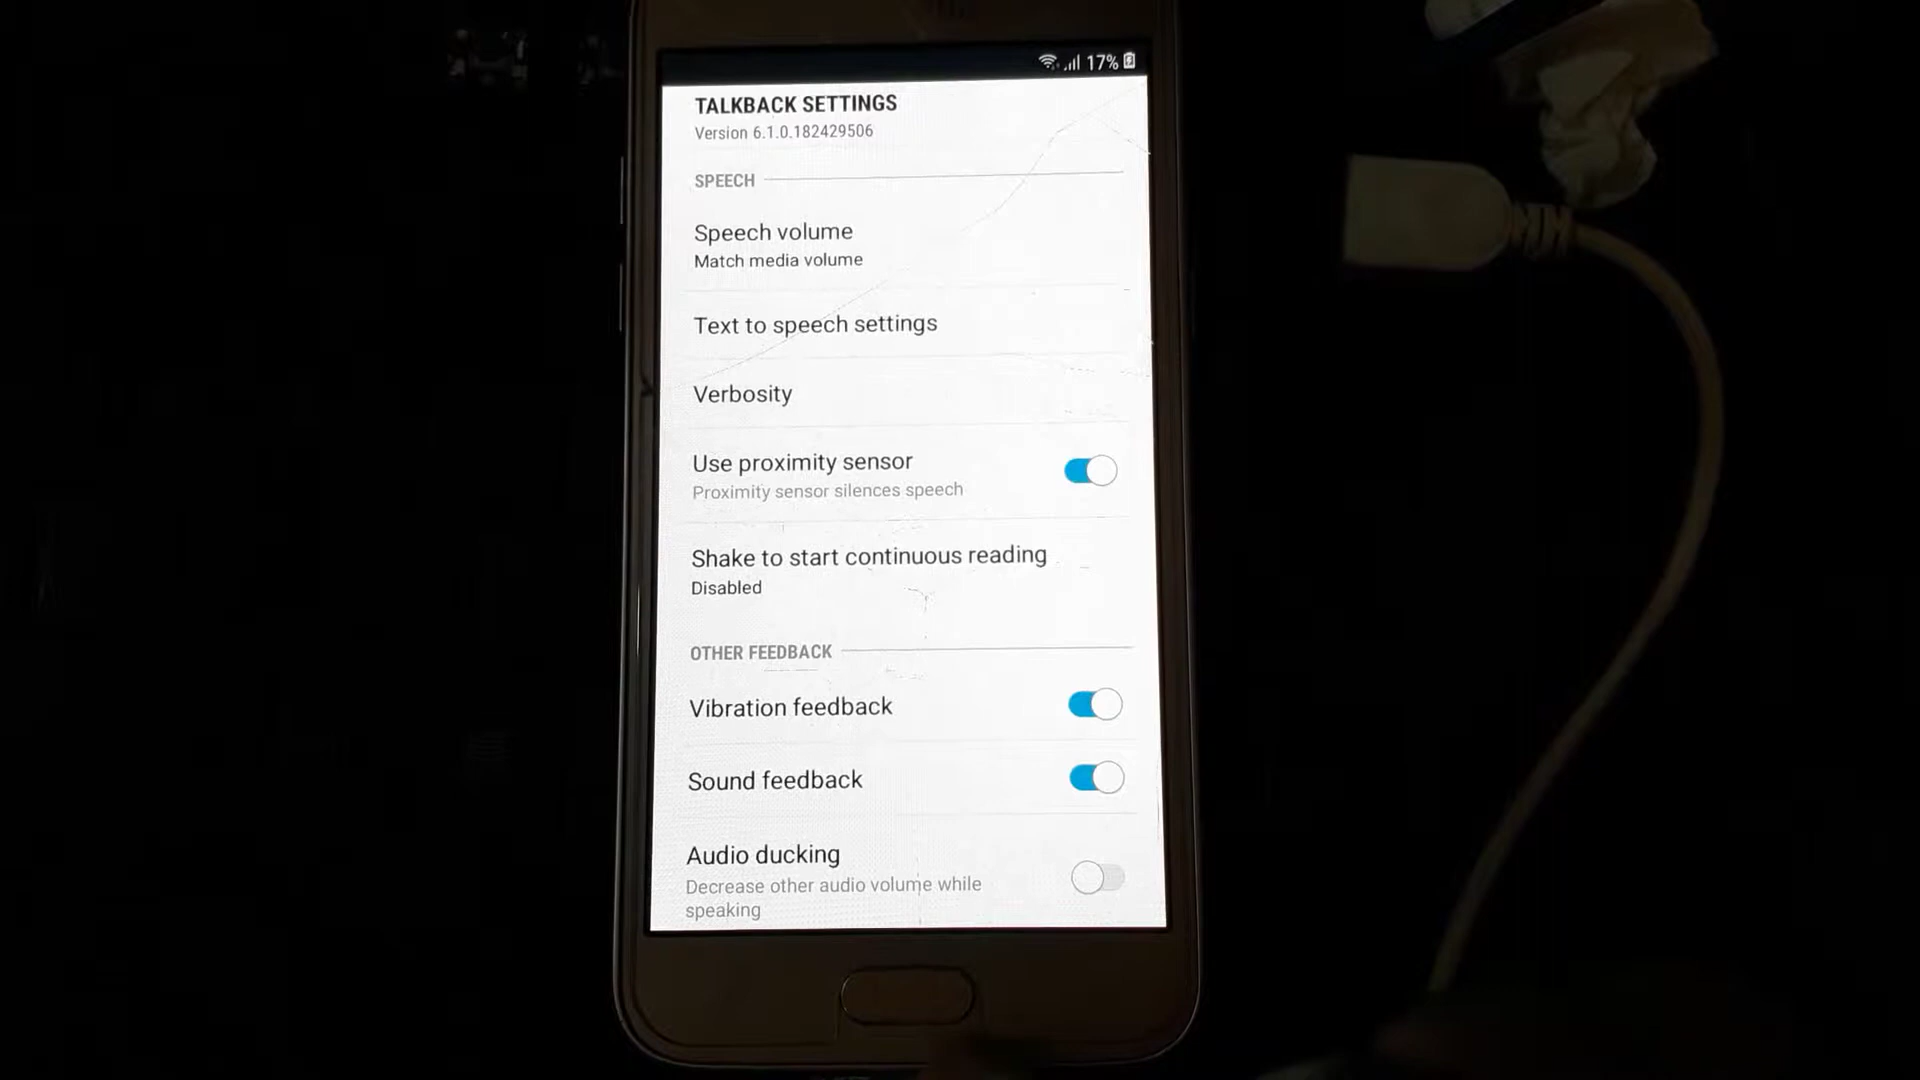 17%
TALKBACK SETTINGS
Version 6.1.0.182429506
SPEECH
Speech volume
Match media volume
Text to speech settings
Verbosity
Use proximity sensor
Proximity sensor silences speech
Shake to start continuous reading
Disabled
OTHER FEEDBACK
Vibration feedback
Sound feedback
Audio ducking
Decrease other audio volume while
speaking